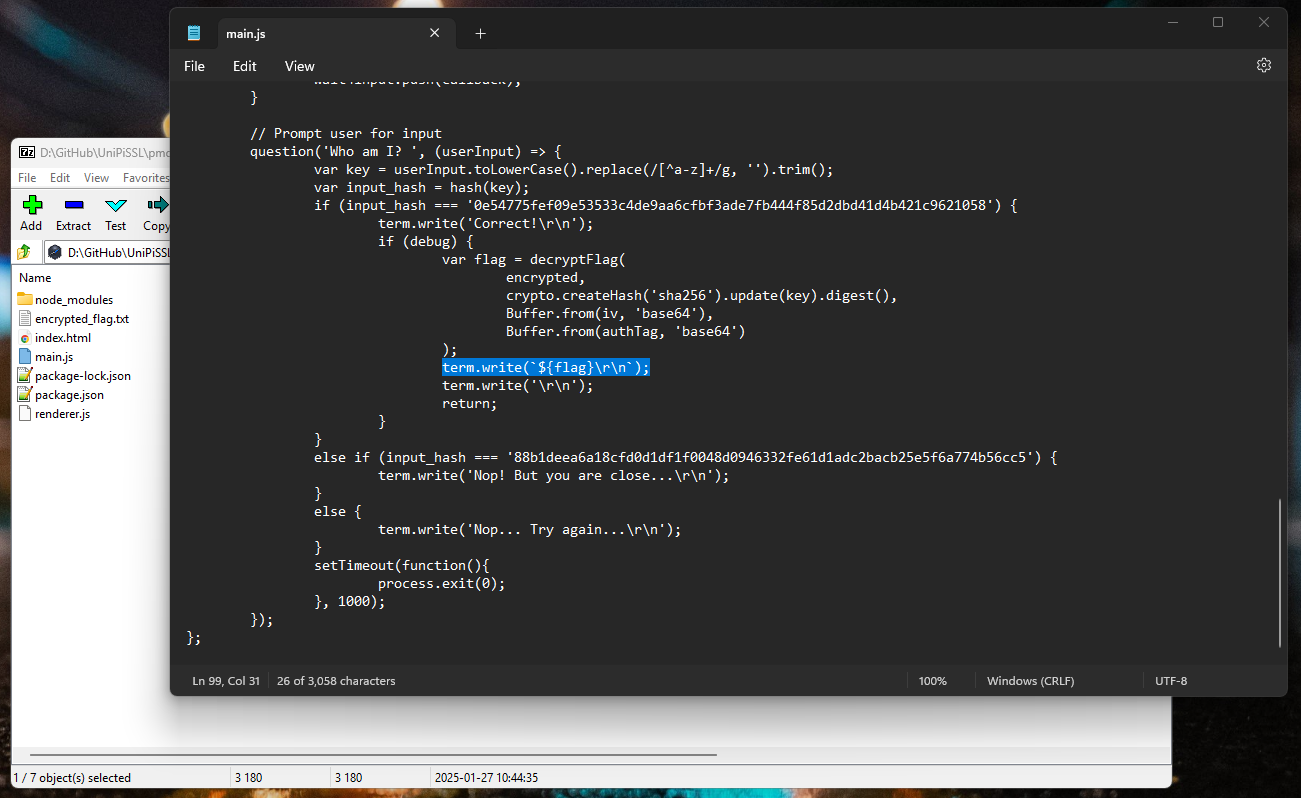 main.js
File Edit View
}
// Prompt user for input
question('Who am I? ', (userInput) => {
var key = userInput.toLowerCase().replace(/[^a-z]+/g, '').trim();
var input_hash = hash(key);
if (input_hash === '0e54775fef09e53533c4de9aa6cfbf3ade7fb444f85d2dbd41d4b421c9621058') {
term.write('Correct!\r\n');
if (debug) {
var flag = decryptFlag(
encrypted,
crypto.createHash('sha256').update(key).digest(),
Buffer.from(iv, 'base64'),
Buffer.from(authTag, 'base64')
);
term.write(`${flag}\r\n`);
term.write('\r\n');
return;
}
}
else if (input_hash === '88b1deea6a18cfd0d1df1f0048d0946332fe61d1adc2bacb25e5f6a774b56cc5') {
term.write('Nop! But you are close...\r\n');
}
else {
term.write('Nop... Try again...\r\n');
}
setTimeout(function(){
process.exit(0);
}, 1000);
});
};
Ln 99, Col 31 26 of 3,058 characters 100% Windows (CRLF) UTF-8
7z D:\GitHub\UniPiSSL\pmc
File Edit View Favorites
Add Extract Test Copy
D:\GitHub\UniPiSSL
Name
node_modules
encrypted_flag.txt
index.html
main.js
package-lock.json
package.json
renderer.js
1 / 7 object(s) selected 3 180 3 180 2025-01-27 10:44:35